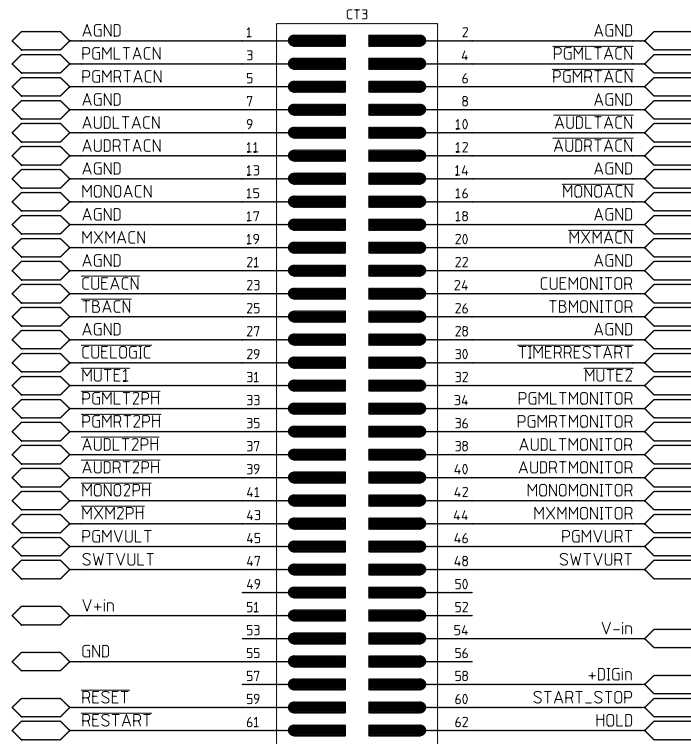 CT3
AGND 1 2 AGND
PGMLTACN 3 4 PGMLTACN
PGMRTACN 5 6 PGMRTACN
AGND 7 8 AGND
AUDLTACN 9 10 AUDLTACN
AUDRTACN 11 12 AUDRTACN
AGND 13 14 AGND
MONOACN 15 16 MONOACN
AGND 17 18 AGND
MXMACN 19 20 MXMACN
AGND 21 22 AGND
CUEACN 23 24 CUEMONITOR
TBACN 25 26 TBMONITOR
AGND 27 28 AGND
CUELOGIC 29 30 TIMERRESTART
MUTE1 31 32 MUTE2
PGMLT2PH 33 34 PGMLTMONITOR
PGMRT2PH 35 36 PGMRTMONITOR
AUDLT2PH 37 38 AUDLTMONITOR
AUDRT2PH 39 40 AUDRTMONITOR
MONO2PH 41 42 MONOMONITOR
MXM2PH 43 44 MXMMONITOR
PGMVULT 45 46 PGMVURT
SWTVULT 47 48 SWTVURT
49 50
V+in 51 52
53 54 V-in
GND 55 56
57 58 +DIGin
RESET 59 60 START_STOP
RESTART 61 62 HOLD